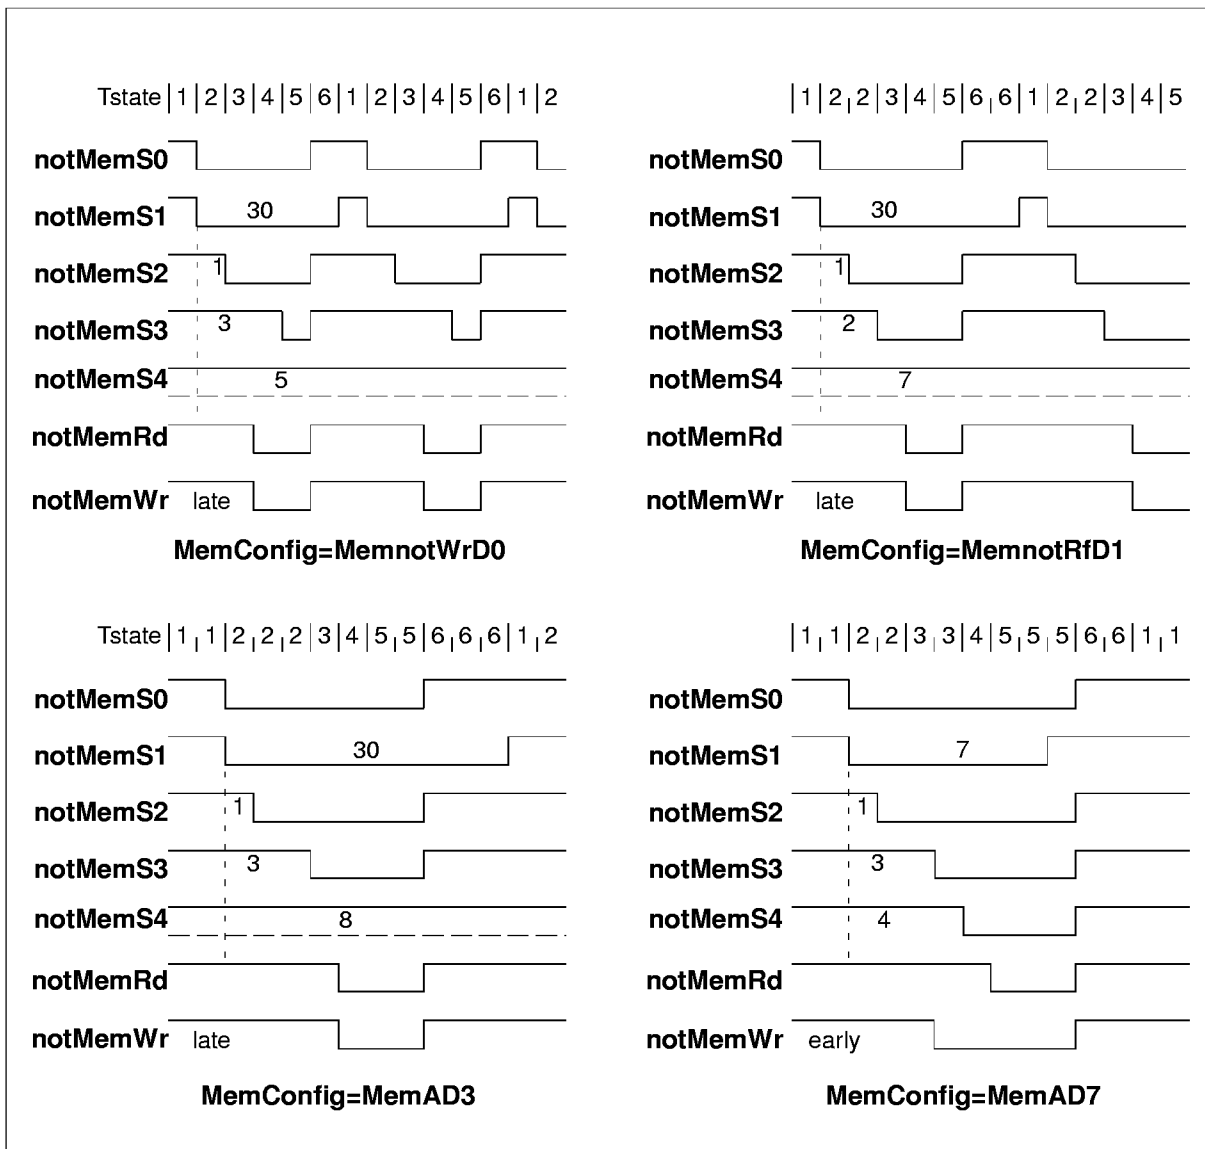 Tstate |1|2|3|4|5|6|1|2|3|4|5|6|1|2
notMemS0
notMemS1 30
notMemS2 1
notMemS3 3
notMemS4 5
notMemRd
notMemWr late
MemConfig=MemnotWrD0
|1|2|2|3|4|5|6|6|1|2|2|3|4|5
notMemS0
notMemS1 30
notMemS2 1
notMemS3 2
notMemS4 7
notMemRd
notMemWr late
MemConfig=MemnotRfD1
Tstate |1|1|2|2|2|3|4|5|5|6|6|6|1|2
notMemS0
notMemS1 30
notMemS2 1
notMemS3 3
notMemS4 8
notMemRd
notMemWr late
MemConfig=MemAD3
|1|1|2|2|3|3|4|5|5|5|6|6|1|1
notMemS0
notMemS1 7
notMemS2 1
notMemS3 3
notMemS4 4
notMemRd
notMemWr early
MemConfig=MemAD7